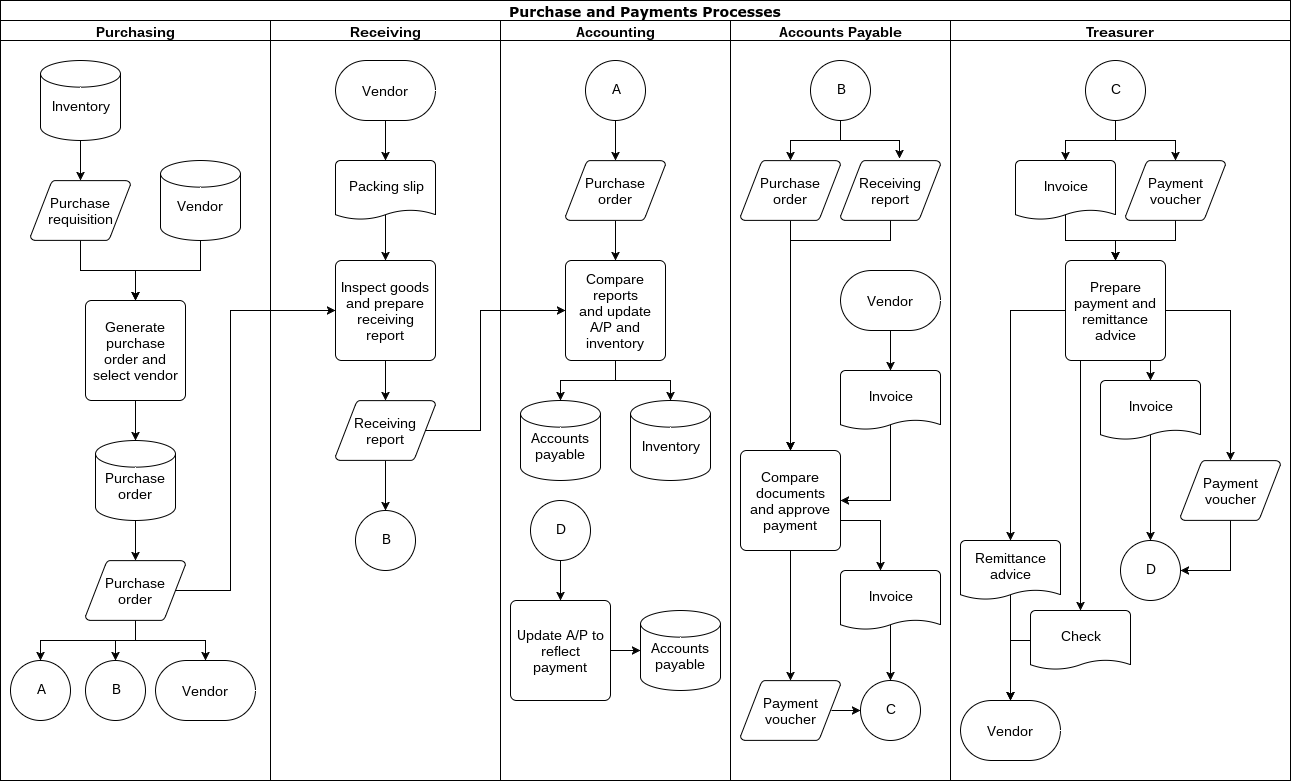 Purchase and Payments Processes
Purchasing
Receiving
Accounting
Accounts Payable
Treasurer
Inventory
Purchase
requisition
Vendor
Generate
purchase
order and
select vendor
Purchase
order
Purchase
order
A
B
Vendor
Vendor
Packing slip
Inspect goods
and prepare
receiving
report
Receiving
report
B
A
Purchase
order
Compare
reports
and update
A/P and
inventory
Accounts
payable
Inventory
D
Update A/P to
reflect
payment
Accounts
payable
B
Purchase
order
Receiving
report
Vendor
Invoice
Compare
documents
and approve
payment
Invoice
Payment
voucher
C
C
Invoice
Payment
voucher
Prepare
payment and
remittance
advice
Invoice
Payment
voucher
Remittance
advice
D
Check
Vendor